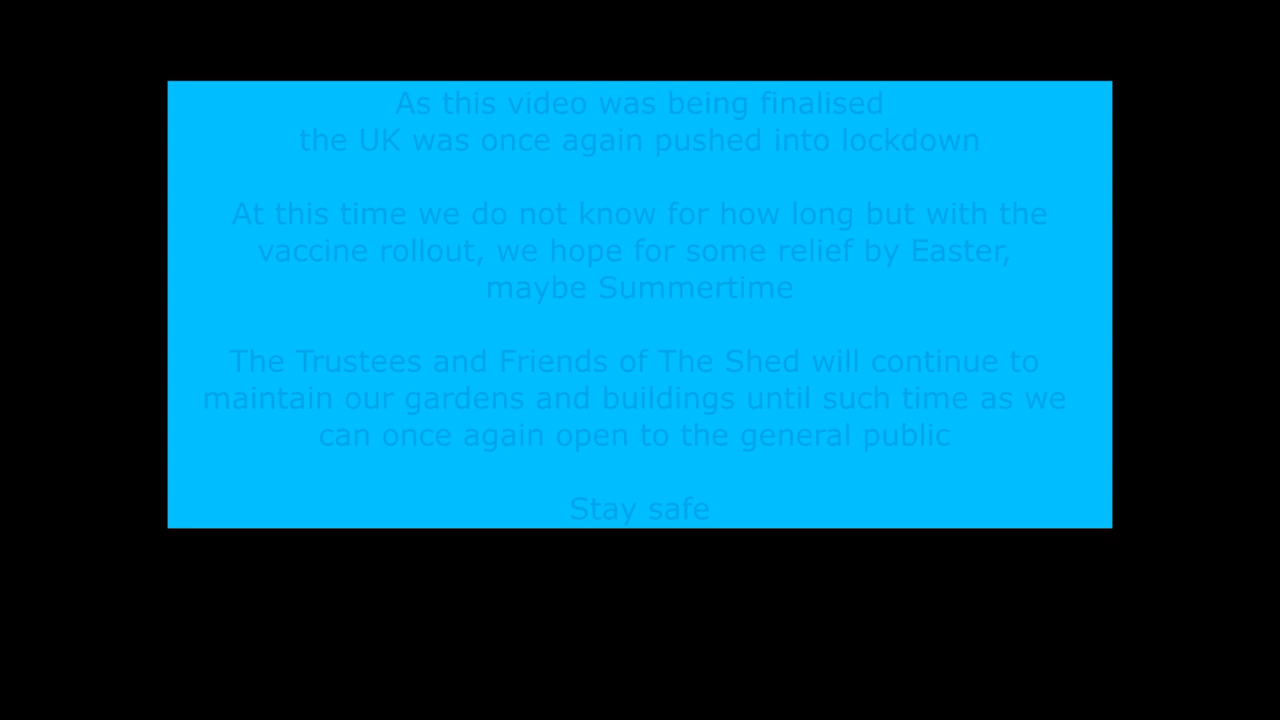 As this video was being finalised
the UK was once again pushed into lockdown
At this time we do not know for how long but with the
vaccine rollout, we hope for some relief by Easter,
maybe Summertime
The Trustees and Friends of The Shed will continue to
maintain our gardens and buildings until such time as we
can once again open to the general public
Stay safe